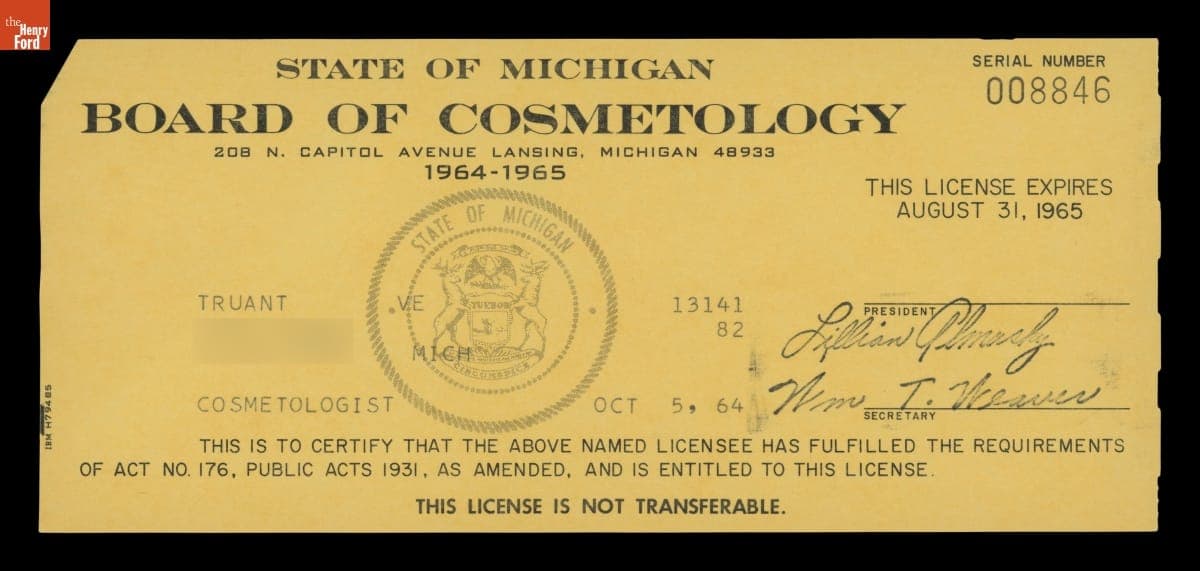 the
Henry
Ford
STATE OF MICHIGAN
BOARD OF COSMETOLOGY
208 N. CAPITOL AVENUE LANSING, MICHIGAN 48933
1964-1965
SERIAL NUMBER
008846
THIS LICENSE EXPIRES
AUGUST 31, 1965
STATE OF MICHIGAN
TUEBOR
CIRCUMSPICE
TRUANT VE 13141
82
MICH
PRESIDENT
Lillian
COSMETOLOGIST OCT 5, 64
Wm T. Weaver
SECRETARY
IBM H79485
THIS IS TO CERTIFY THAT THE ABOVE NAMED LICENSEE HAS FULFILLED THE REQUIREMENTS
OF ACT NO. 176, PUBLIC ACTS 1931, AS AMENDED, AND IS ENTITLED TO THIS LICENSE.
THIS LICENSE IS NOT TRANSFERABLE.